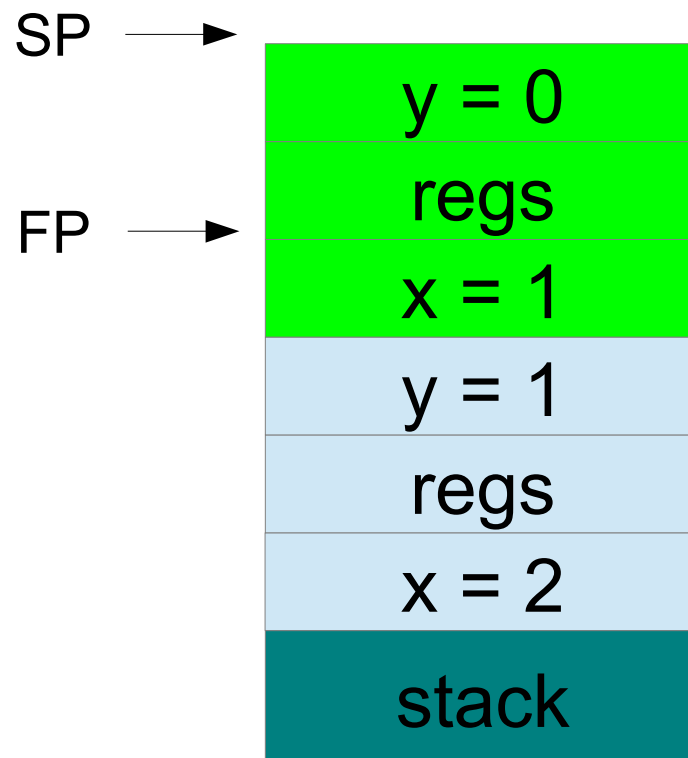 SP
y = 0
regs
FP
x = 1
y = 1
regs
x = 2
stack